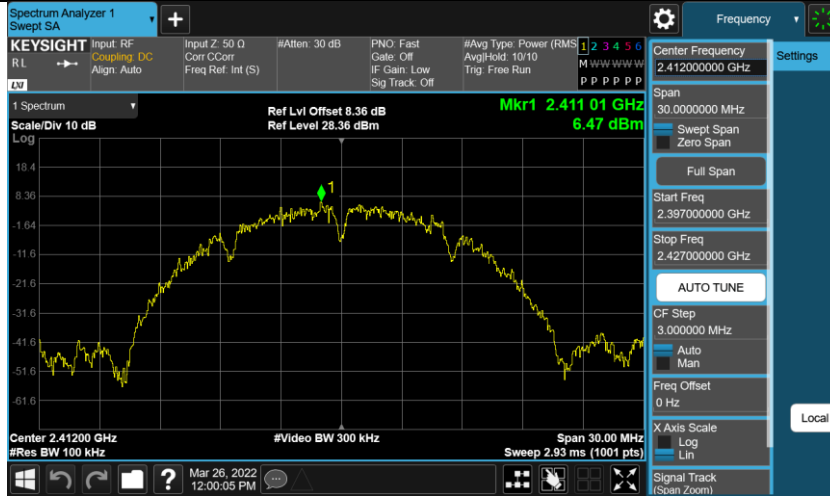 Spectrum Analyzer 1
Swept SA
+
Frequency
KEYSIGHT
RL
LXI
Input: RF
Coupling: DC
Align: Auto
Input Z: 50 Ω
Corr CCorr
Freq Ref: Int (S)
#Atten: 30 dB
PNO: Fast
Gate: Off
IF Gain: Low
Sig Track: Off
#Avg Type: Power (RMS
Avg|Hold: 10/10
Trig: Free Run
1 2 3 4 5 6
M W W W W W
P P P P P P
1 Spectrum
Scale/Div 10 dB
Log
Ref Lvl Offset 8.36 dB
Ref Level 28.36 dBm
Mkr1 2.411 01 GHz
6.47 dBm
18.4
8.36
-1.64
-11.6
-21.6
-31.6
-41.6
-51.6
-61.6
1
Center 2.41200 GHz
#Res BW 100 kHz
#Video BW 300 kHz
Span 30.00 MHz
Sweep 2.93 ms (1001 pts)
?
Mar 26, 2022
12:00:05 PM
Center Frequency
2.412000000 GHz
Settings
Span
30.0000000 MHz
Swept Span
Zero Span
Full Span
Start Freq
2.397000000 GHz
Stop Freq
2.427000000 GHz
AUTO TUNE
CF Step
3.000000 MHz
Auto
Man
Freq Offset
0 Hz
X Axis Scale
Log
Lin
Local
Signal Track
(Span Zoom)